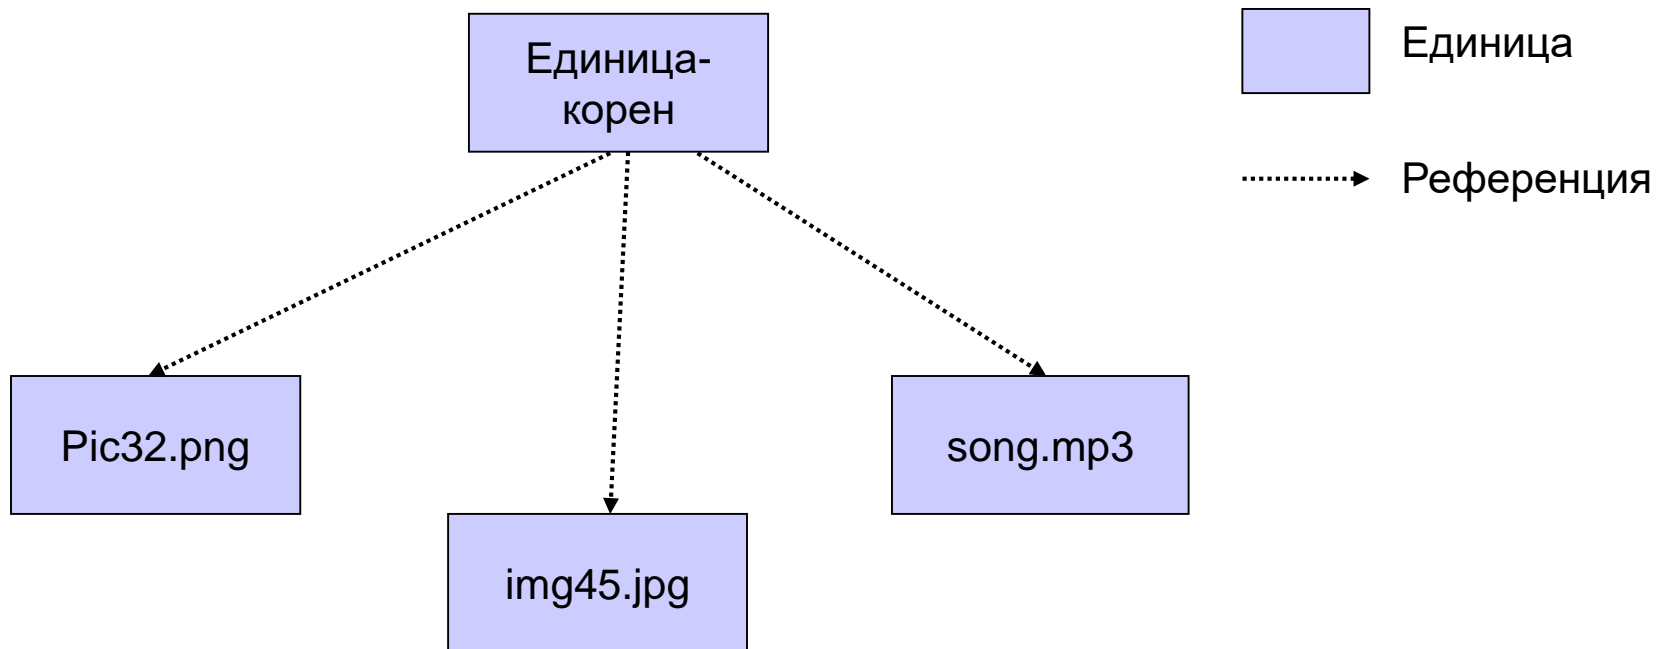 Единица-
корен
Единица
Референция
Pic32.png
song.mp3
img45.jpg